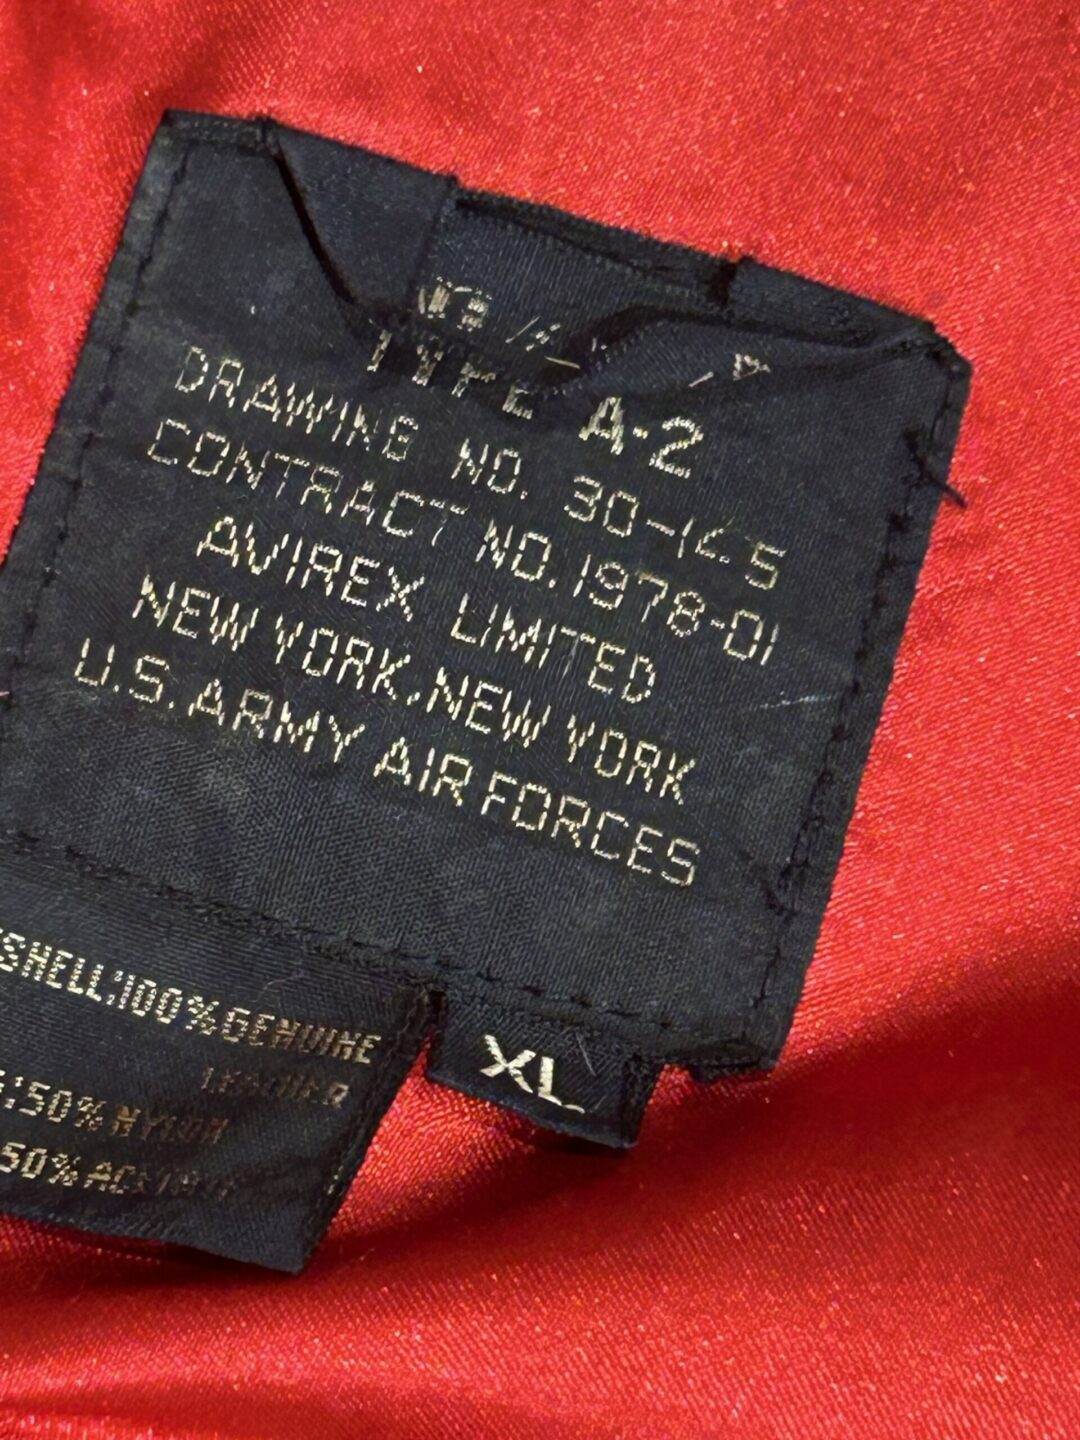 TYPE A-2
DRAWING NO. 30-1415
CONTRACT NO. 1978-01
AVIREX LIMITED
NEW YORK, NEW YORK
U.S. ARMY AIR FORCES
SHELL:100% GENUINE
LEATHER
:50% NYLON
50% ACETATE
XL